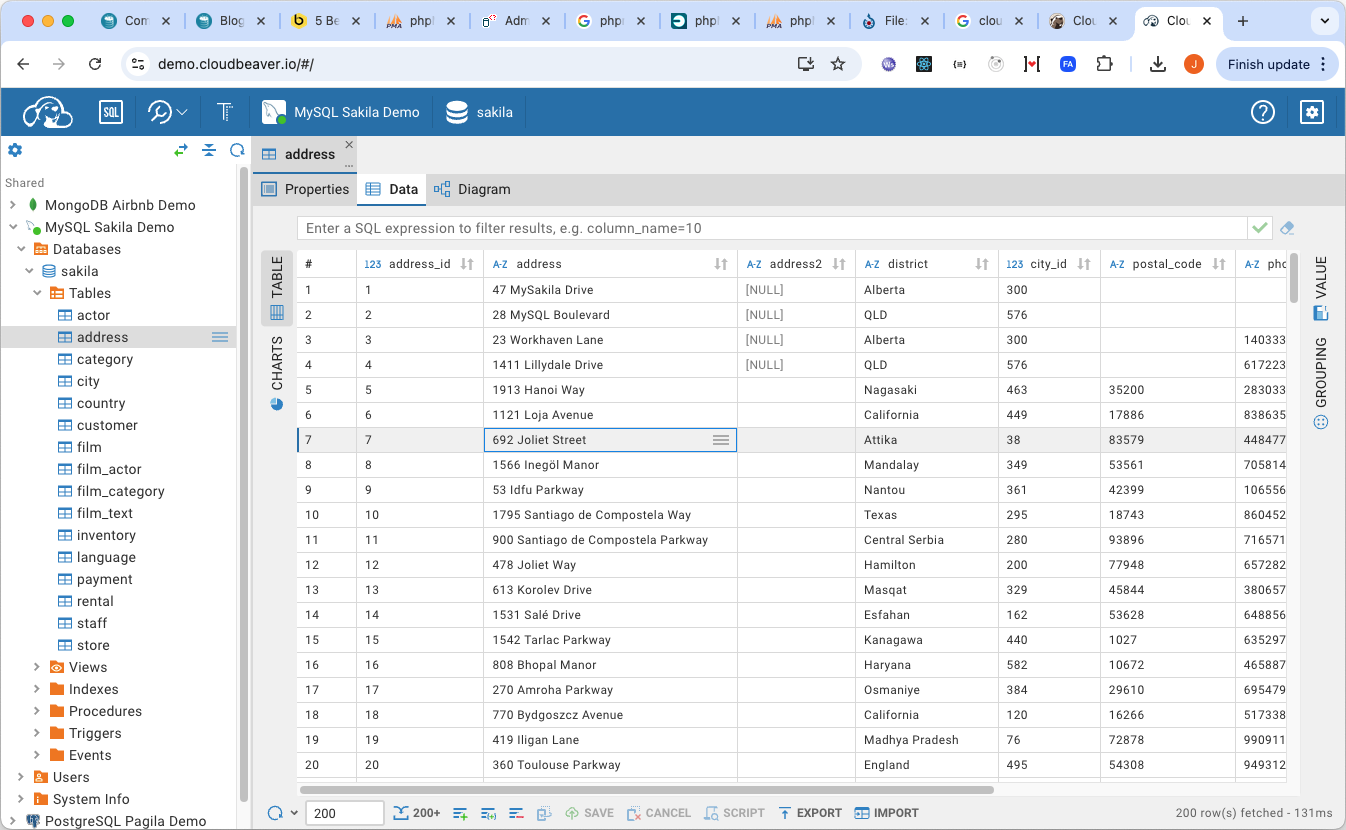 Com
Blog
5 Be
phpl
Adm
phpi
phpl
phpl
File:
clou
Clou
Clou
demo.cloudbeaver.io/#/
Finish update
SQL
MySQL Sakila Demo
sakila
Shared
MongoDB Airbnb Demo
MySQL Sakila Demo
Databases
sakila
Tables
actor
address
category
city
country
customer
film
film_actor
film_category
film_text
inventory
language
payment
rental
staff
store
Views
Indexes
Procedures
Triggers
Events
Users
System Info
PostgreSQL Pagila Demo
address
Properties Data Diagram
Enter a SQL expression to filter results, e.g. column_name=10
TABLE
CHARTS
# 123 address_id A-Z address A-Z address2 A-Z district 123 city_id A-Z postal_code A-Z pho
1 1 47 MySakila Drive [NULL] Alberta 300
2 2 28 MySQL Boulevard [NULL] QLD 576
3 3 23 Workhaven Lane [NULL] Alberta 300 140333
4 4 1411 Lillydale Drive [NULL] QLD 576 617223
5 5 1913 Hanoi Way Nagasaki 463 35200 283033
6 6 1121 Loja Avenue California 449 17886 838635
7 7 692 Joliet Street Attika 38 83579 448477
8 8 1566 Inegöl Manor Mandalay 349 53561 705814
9 9 53 Idfu Parkway Nantou 361 42399 106556
10 10 1795 Santiago de Compostela Way Texas 295 18743 860452
11 11 900 Santiago de Compostela Parkway Central Serbia 280 93896 716571
12 12 478 Joliet Way Hamilton 200 77948 657282
13 13 613 Korolev Drive Masqat 329 45844 380657
14 14 1531 Salé Drive Esfahan 162 53628 648856
15 15 1542 Tarlac Parkway Kanagawa 440 1027 635297
16 16 808 Bhopal Manor Haryana 582 10672 465887
17 17 270 Amroha Parkway Osmaniye 384 29610 695479
18 18 770 Bydgoszcz Avenue California 120 16266 517338
19 19 419 Iligan Lane Madhya Pradesh 76 72878 990911
20 20 360 Toulouse Parkway England 495 54308 949312
VALUE
GROUPING
200 200+ SAVE CANCEL SCRIPT EXPORT IMPORT 200 row(s) fetched - 131ms